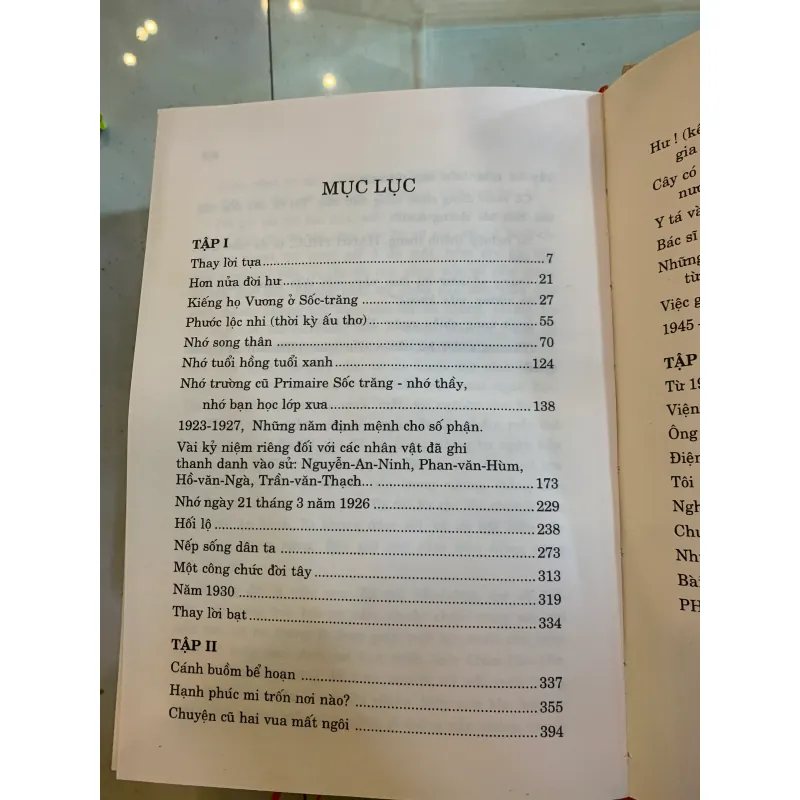 MỤC LỤC
TẬP I
Thay lời tựa 7
Hơn nửa đời hư 21
Kiếng họ Vương ở Sốc-trăng 27
Phước lộc nhi (thời kỳ ấu thơ) 55
Nhớ song thân 70
Nhớ tuổi hồng tuổi xanh 124
Nhớ trường cũ Primaire Sốc trăng - nhớ thầy,
nhớ bạn học lớp xưa 138
1923-1927, Những năm định mệnh cho số phận.
Vài kỷ niệm riêng đối với các nhân vật đã ghi
thanh danh vào sử: Nguyễn-An-Ninh, Phan-văn-Hùm,
Hồ-văn-Ngà, Trần-văn-Thạch... 173
Nhớ ngày 21 tháng 3 năm 1926 229
Hối lộ 238
Nếp sống dân ta 273
Một công chức đời tây 313
Năm 1930 319
Thay lời bạt 334
TẬP II
Cánh buồm bể hoạn 337
Hạnh phúc mi trốn nơi nào? 355
Chuyện cũ hai vua mất ngôi 394
Hư ! (kể
gia
Cây có
nư
Y tá và
Bác sĩ
Những
từ
Việc g
1945 -
TẬP
Từ 19
Viện
Ông
Điện
Tôi
Ngh
Chu
Nh
Bài
PH